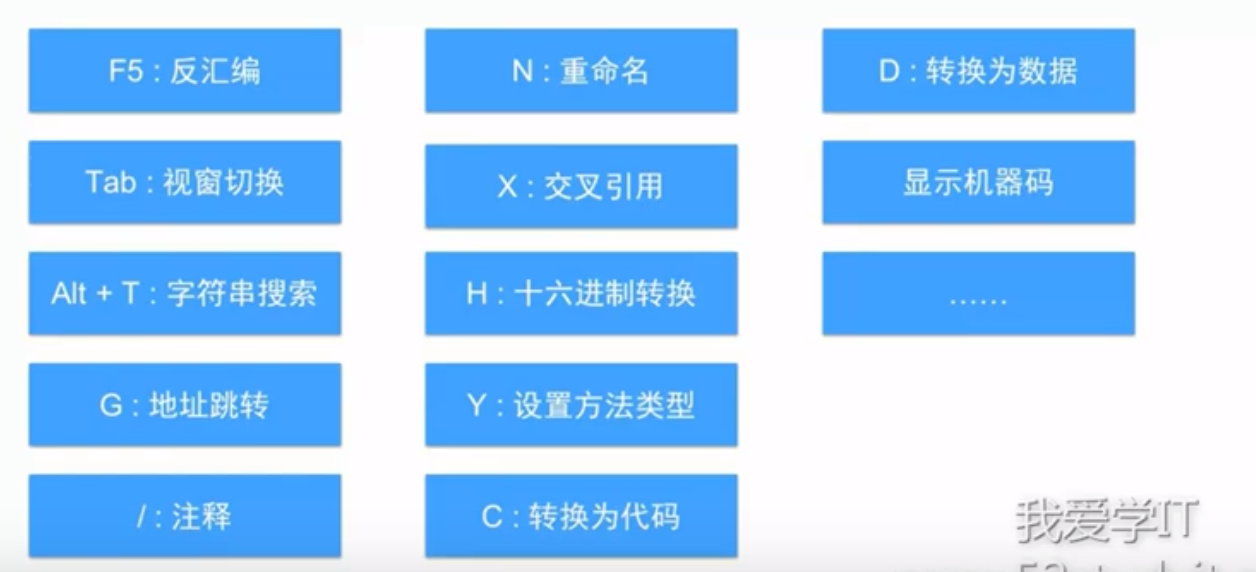 F5 : 反汇编
N : 重命名
D : 转换为数据
Tab : 视窗切换
X : 交叉引用
显示机器码
Alt + T : 字符串搜索
H : 十六进制转换
......
G : 地址跳转
Y : 设置方法类型
/ : 注释
C : 转换为代码
我爱学IT